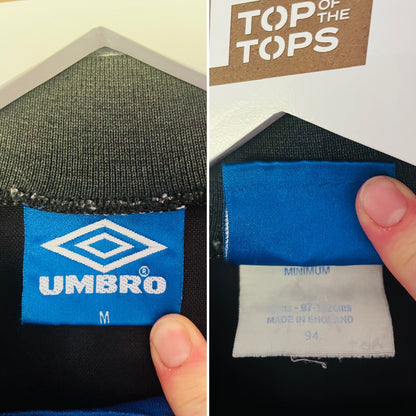 UMBRO®
M
TOP OF THE
TOPS
MINIMUM
MADE IN ENGLAND
94